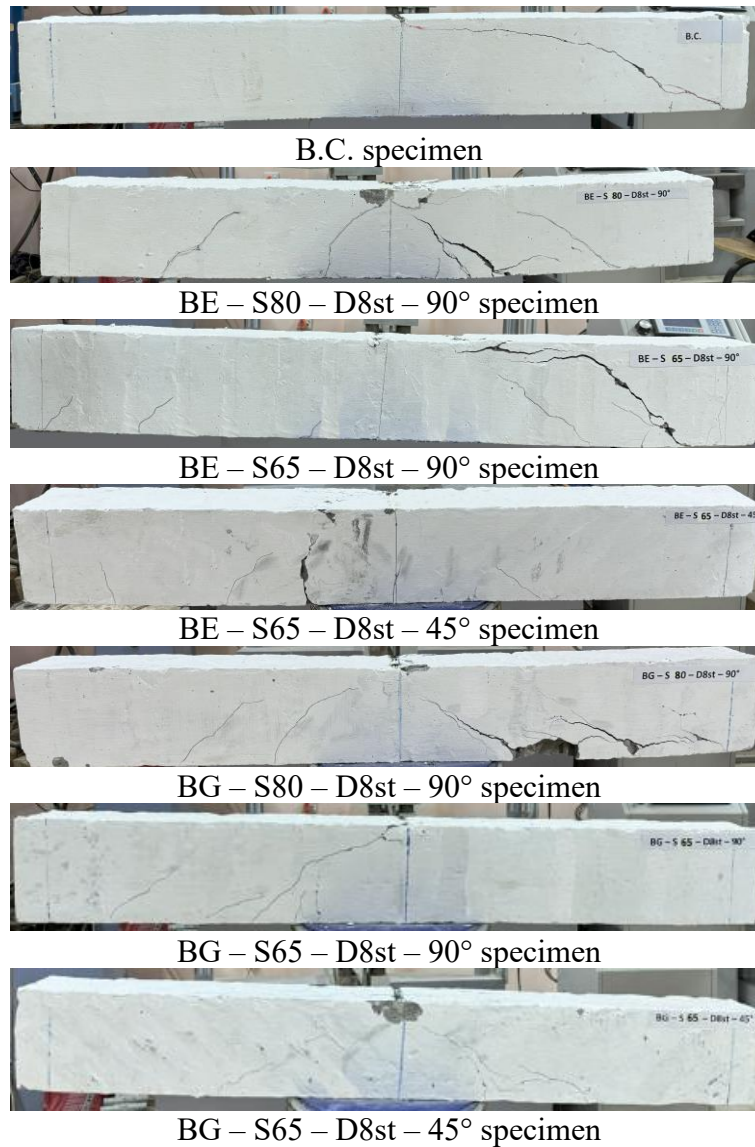 B.C.
B.C. specimen
BE – S 80 – D8st – 90°
BE – S80 – D8st – 90° specimen
BE – S 65 – D8st – 90°
BE – S65 – D8st – 90° specimen
BE – S 65 – D8st – 45
BE – S65 – D8st – 45° specimen
BG – S 80 – D8st – 90°
BG – S80 – D8st – 90° specimen
BG – S 65 – D8st – 90°
BG – S65 – D8st – 90° specimen
BG – S 65 – D8st – 45°
BG – S65 – D8st – 45° specimen